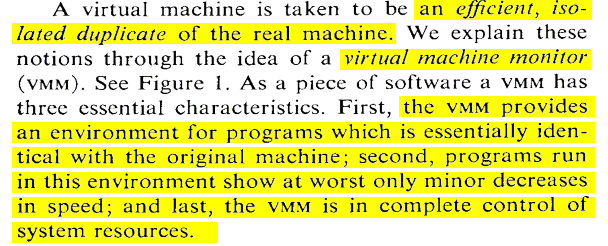 A virtual machine is taken to be an efficient, iso-
lated duplicate of the real machine. We explain these
notions through the idea of a virtual machine monitor
(VMM). See Figure 1. As a piece of software a VMM has
three essential characteristics. First, the VMM provides
an environment for programs which is essentially iden-
tical with the original machine; second, programs run
in this environment show at worst only minor decreases
in speed; and last, the VMM is in complete control of
system resources.